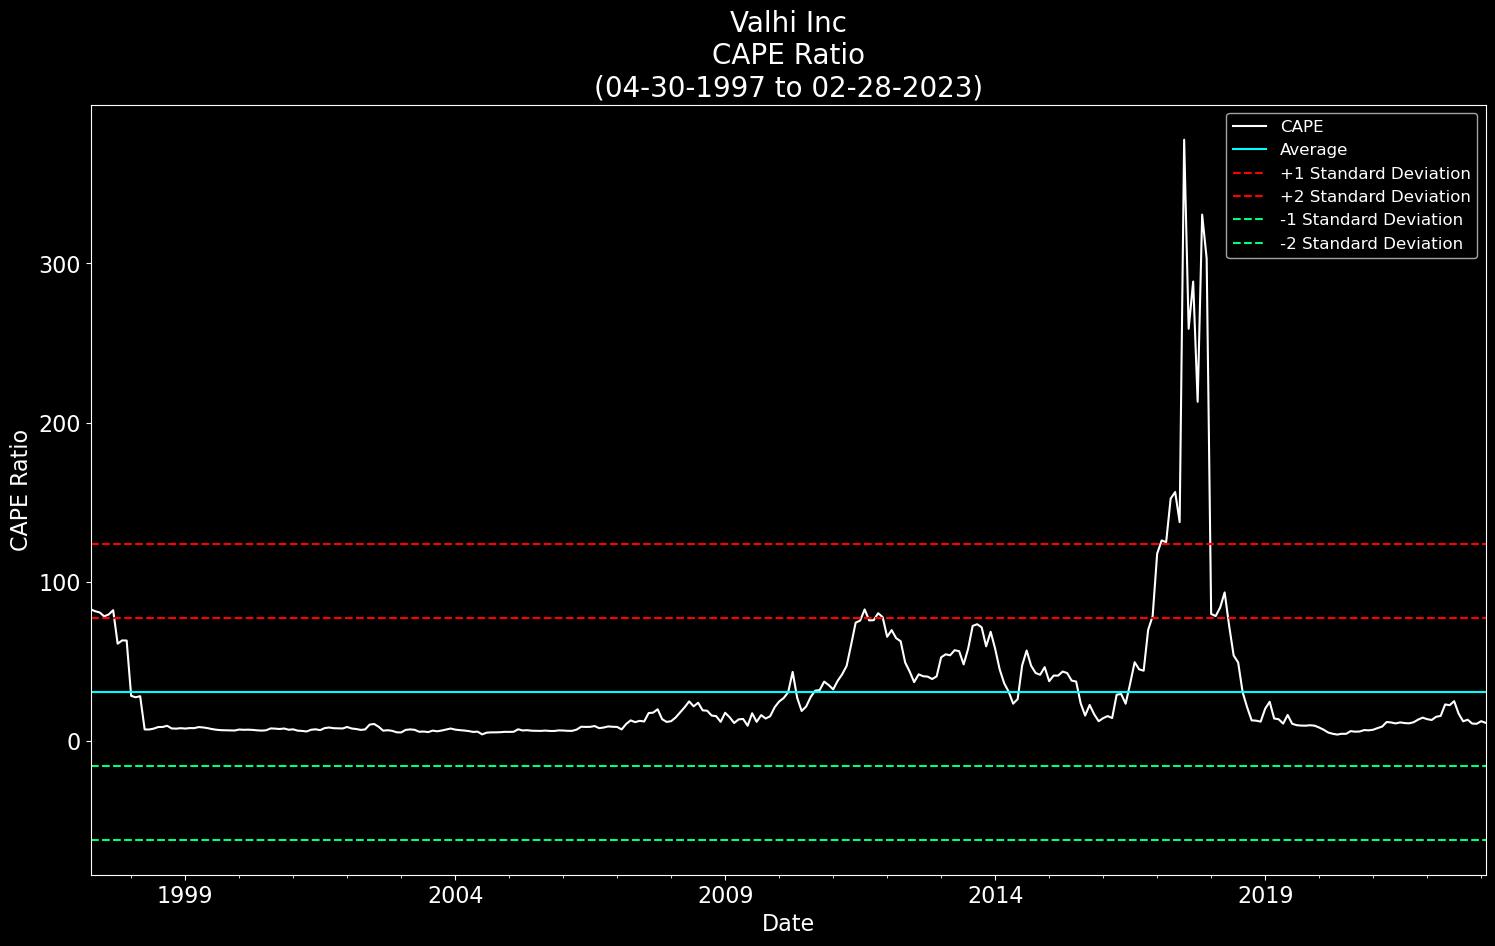 Valhi Inc
CAPE Ratio
(04-30-1997 to 02-28-2023)
CAPE
Average
+1 Standard Deviation
+2 Standard Deviation
-1 Standard Deviation
-2 Standard Deviation
CAPE Ratio
300
200
100
0
1999 2004 2009 2014 2019
Date